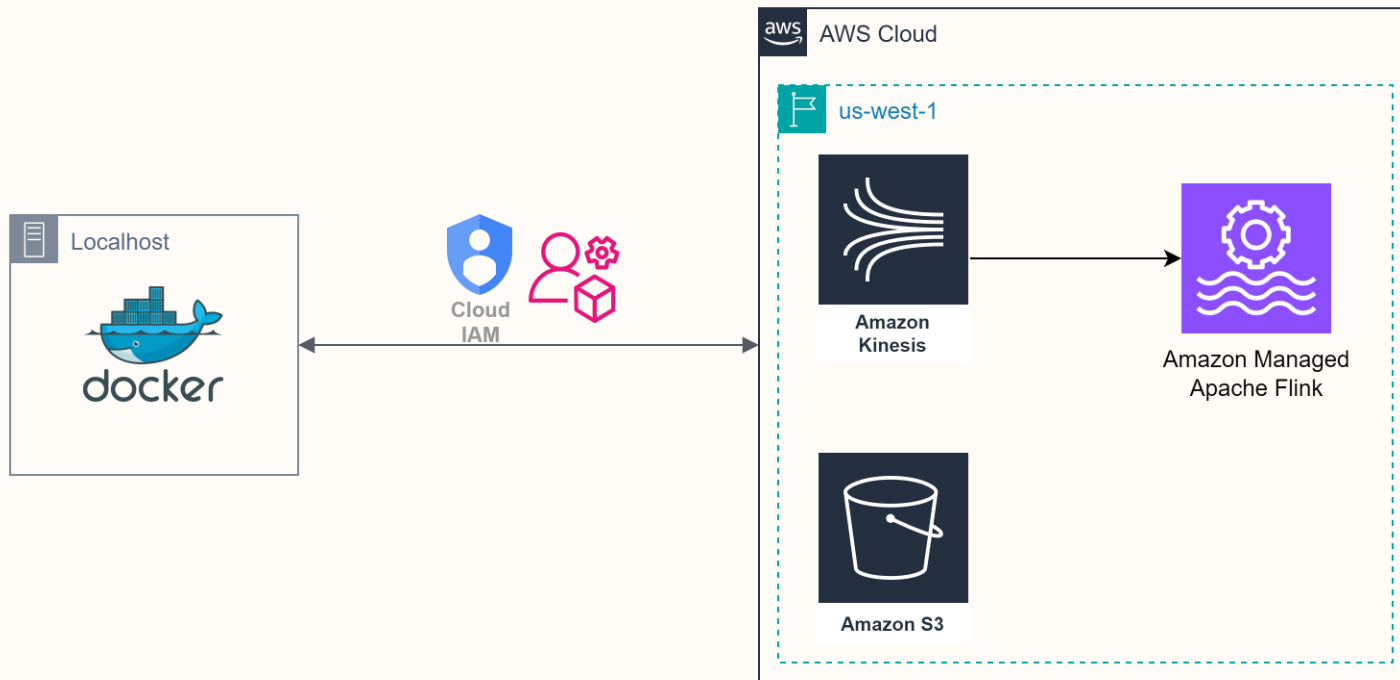 aws
AWS Cloud
us-west-1
Localhost
docker
Cloud
IAM
Amazon
Kinesis
Amazon Managed
Apache Flink
Amazon S3